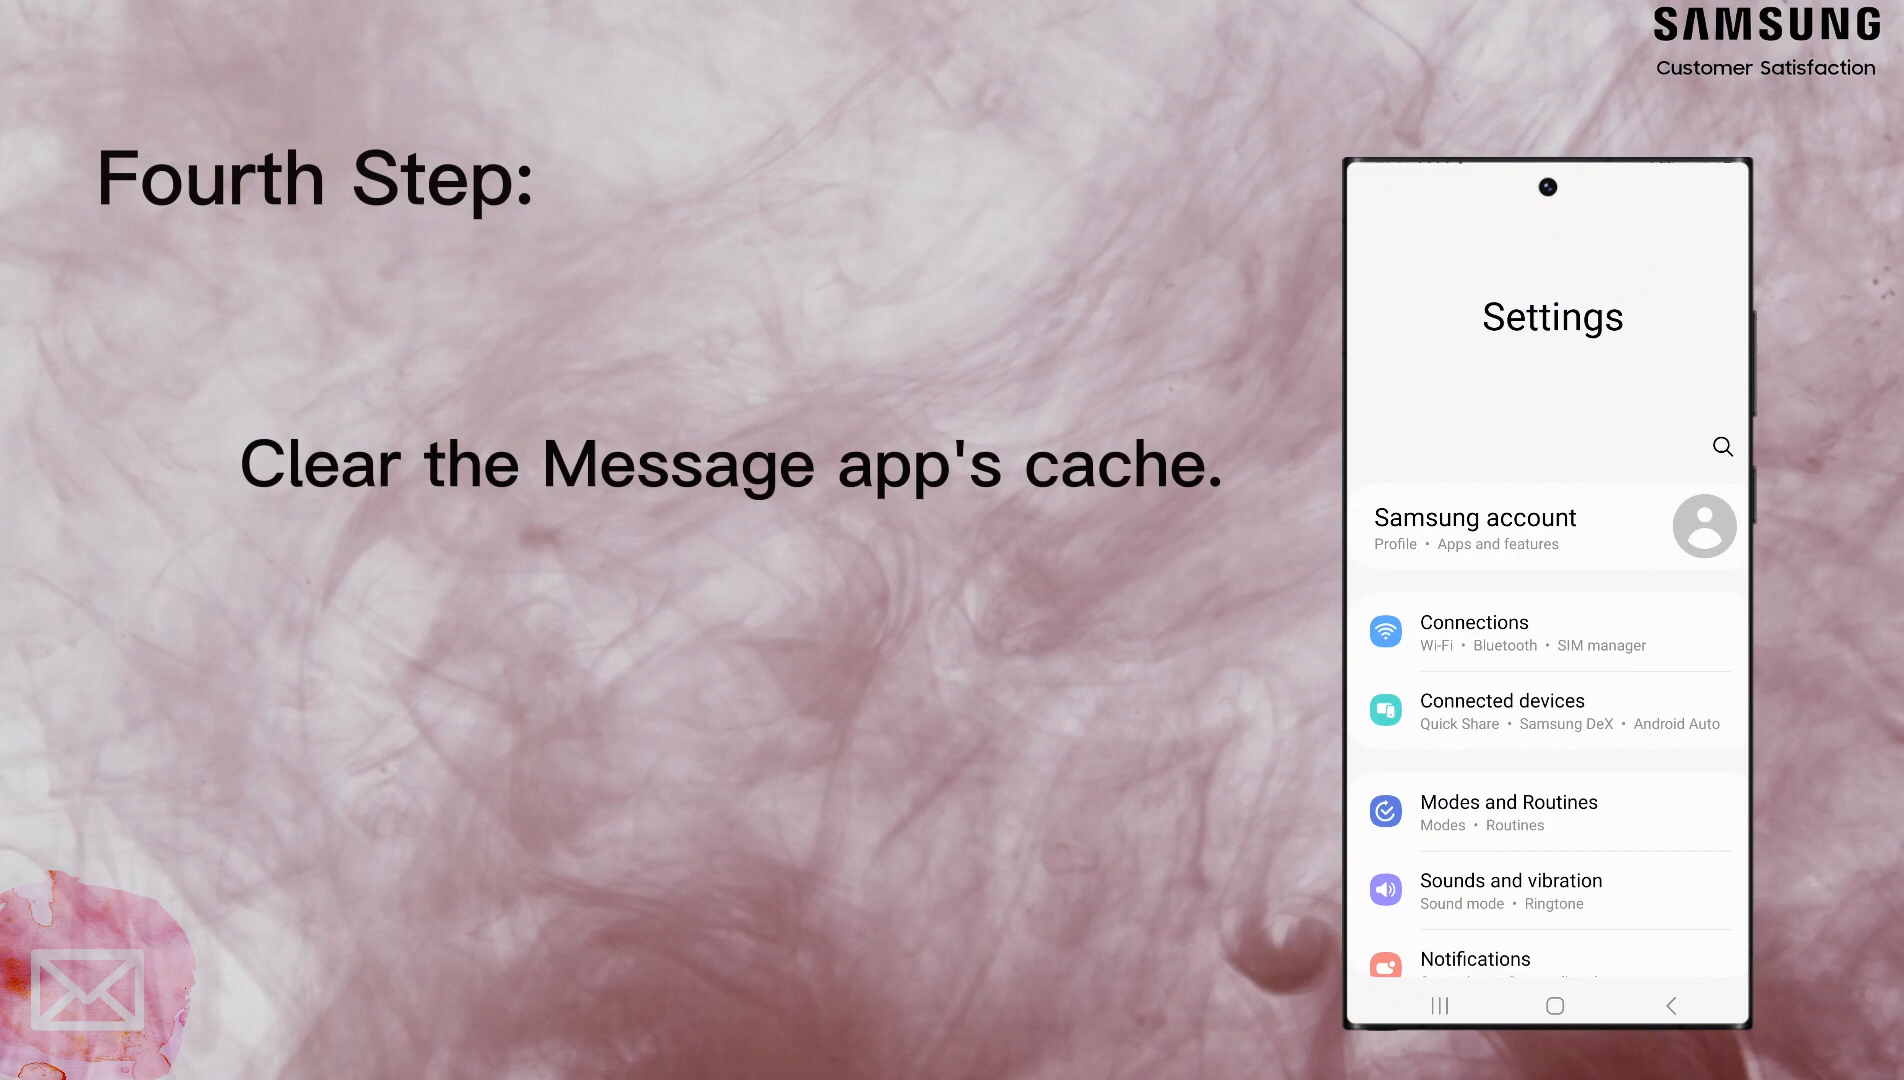 SAMSUNG
Customer Satisfaction
Fourth Step:
Clear the Message app's cache.
Settings
Samsung account
Profile • Apps and features
Connections
Wi-Fi • Bluetooth • SIM manager
Connected devices
Quick Share • Samsung DeX • Android Auto
Modes and Routines
Modes • Routines
Sounds and vibration
Sound mode • Ringtone
Notifications